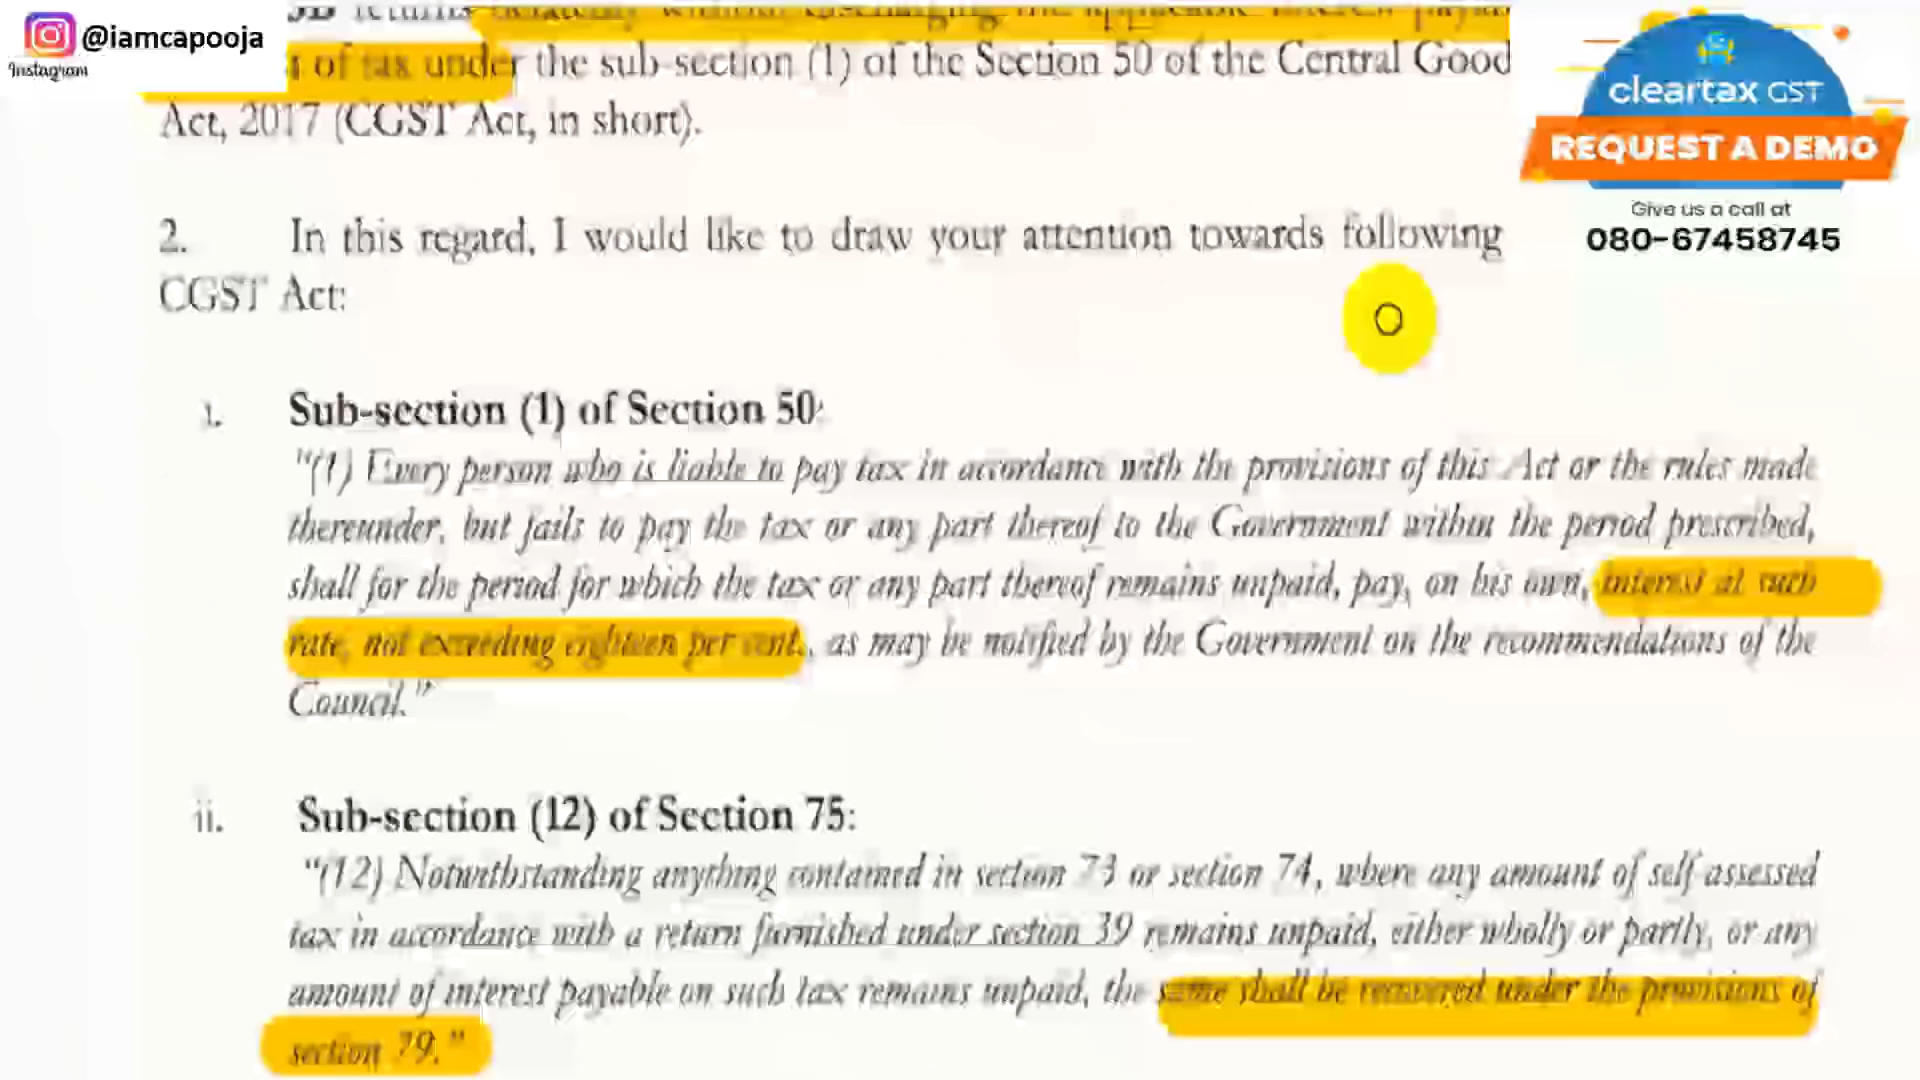 @iamcapooja
Instagram
3B returns belatedly without discharging the applicable interest
of tax under the sub-section (1) of the Section 50 of the Central Good
Act, 2017 (CGST Act, in short).
cleartax GST
REQUEST A DEMO
Give us a call at
080-67458745
2. In this regard, I would like to draw your attention towards following
CGST Act:
i. Sub-section (1) of Section 50:
"(1) Every person who is liable to pay tax in accordance with the provisions of this Act or the rules made
thereunder, but fails to pay the tax or any part thereof to the Government within the period prescribed,
shall for the period for which the tax or any part thereof remains unpaid, pay, on his own, interest at such
rate, not exceeding eighteen per cent., as may be notified by the Government on the recommendations of the
Council."
ii. Sub-section (12) of Section 75:
"(12) Notwithstanding anything contained in section 73 or section 74, where any amount of self-assessed
tax in accordance with a return furnished under section 39 remains unpaid, either wholly or partly, or any
amount of interest payable on such tax remains unpaid, the same shall be recovered under the provisions of
section 79."